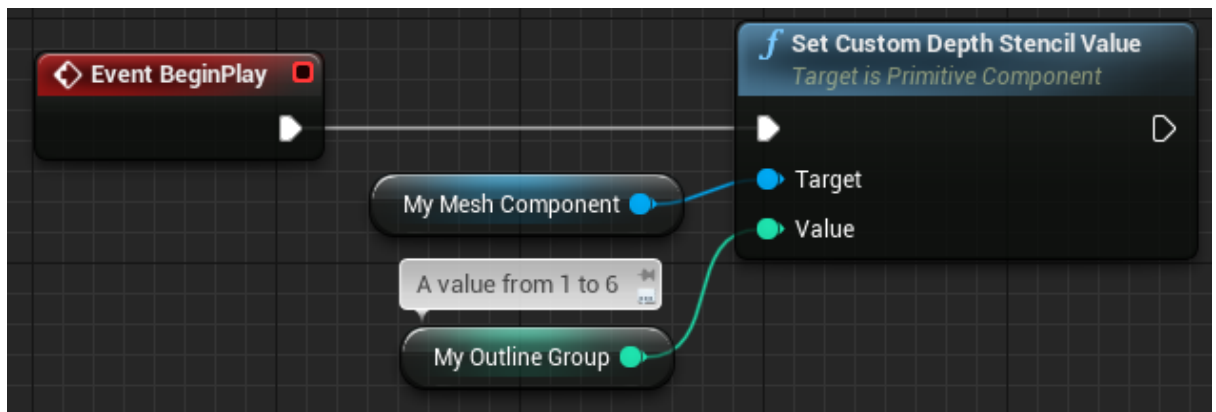 Event BeginPlay
f Set Custom Depth Stencil Value
Target is Primitive Component
Target
My Mesh Component
Value
A value from 1 to 6
My Outline Group